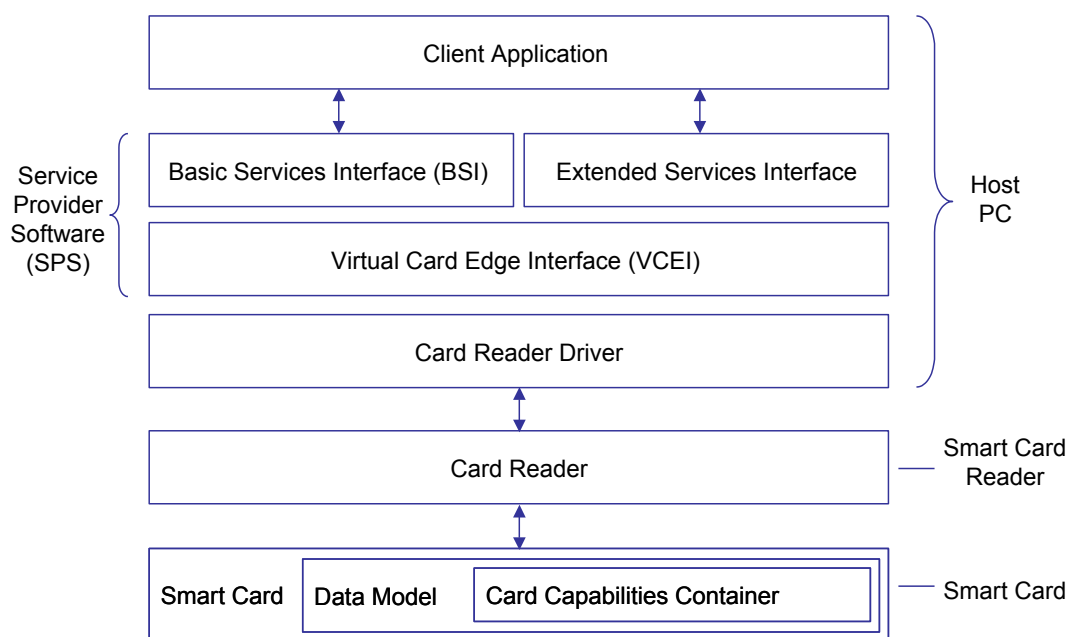 Client Application
Basic Services Interface (BSI)
Extended Services Interface
Service
Provider
Software
(SPS)
Host
PC
Virtual Card Edge Interface (VCEI)
Card Reader Driver
Card Reader
Smart Card
Reader
Smart Card
Data Model
Card Capabilities Container
Smart Card